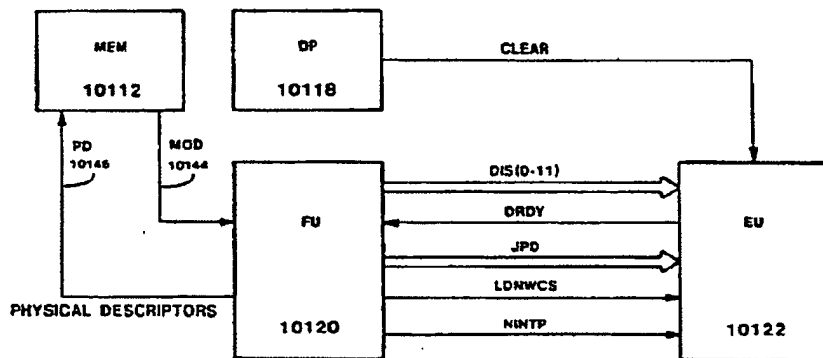 MEM
10112
DP
10118
CLEAR
PD
10146
MOD
10144
DIS(0-11)
DRDY
FU
EU
JPD
LDNWCS
PHYSICAL DESCRIPTORS
10120
NINTP
10122